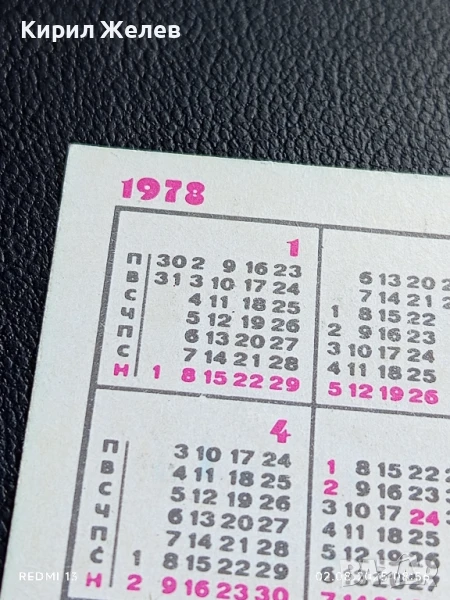 Кирил Желев
1978
1
П 30 2 9 16 23
В 31 3 10 17 24
С 4 11 18 25
Ч 5 12 19 26
П 6 13 20 27
С 7 14 21 28
Н 1 8 15 22 29
6 13 20
7 14 21
1 8 15 22
2 9 16 23
3 10 17 24
4 11 18 25
5 12 19 26
4
П 3 10 17 24
В 4 11 18 25
С 5 12 19 26
Ч 6 13 20 27
П 7 14 21 28
С 1 8 15 22 29
Н 2 9 16 23 30
1 8 15 22
2 9 16 23
3 10 17 24
4 11 18 25
5 12 19 26
6 13 20 27
REDMI 13